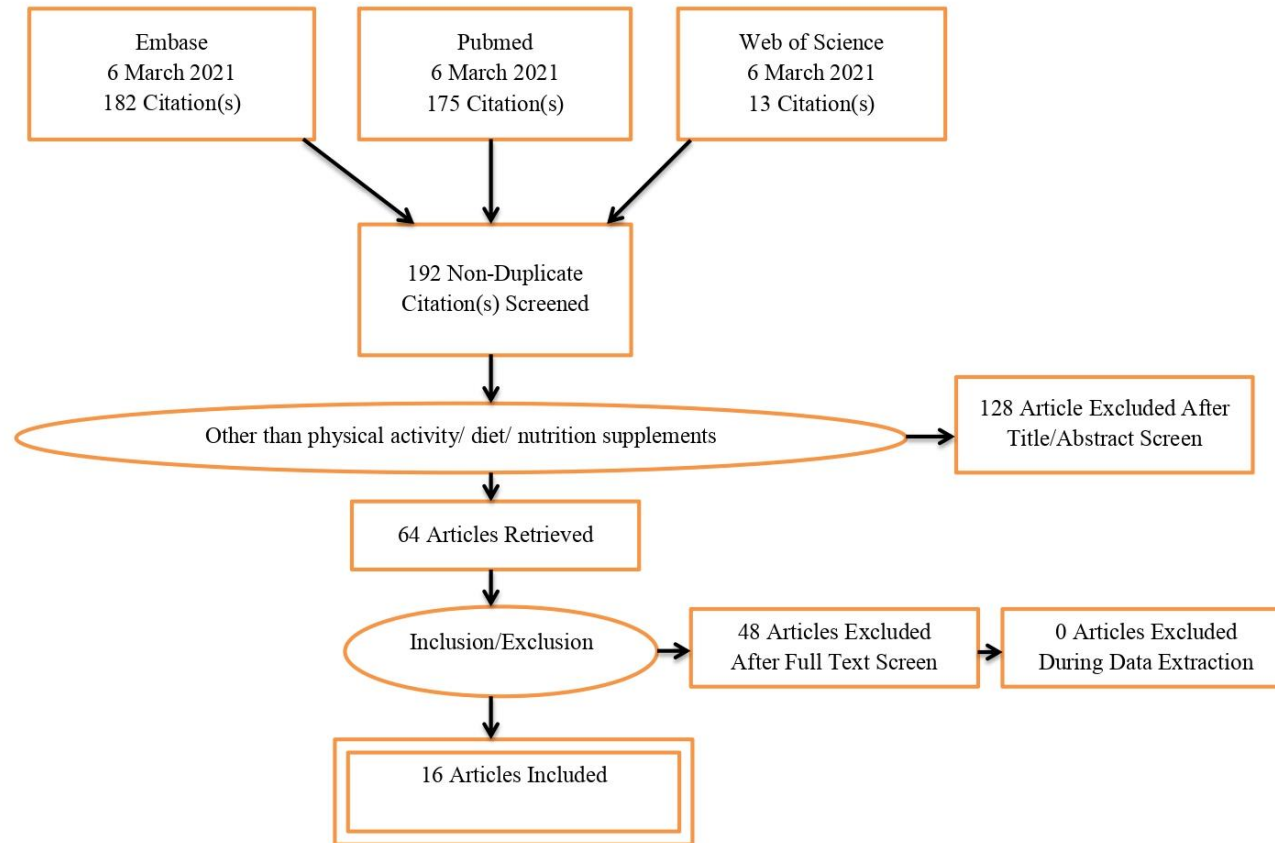 Embase
6 March 2021
182 Citation(s)
Pubmed
6 March 2021
175 Citation(s)
Web of Science
6 March 2021
13 Citation(s)
192 Non-Duplicate
Citation(s) Screened
Other than physical activity/ diet/ nutrition supplements
128 Article Excluded After
Title/Abstract Screen
64 Articles Retrieved
Inclusion/Exclusion
48 Articles Excluded
After Full Text Screen
0 Articles Excluded
During Data Extraction
16 Articles Included